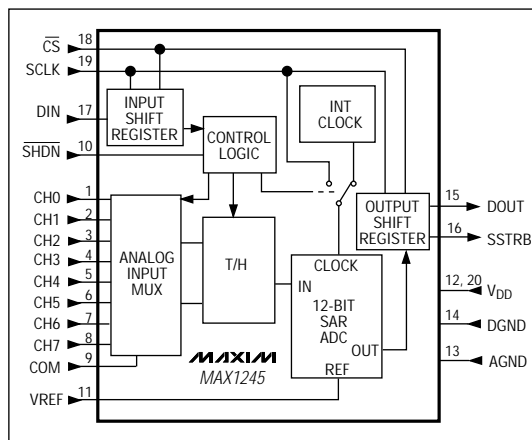 CS 18
SCLK 19
DIN 17
SHDN 10
CH0 1
CH1 2
CH2 3
CH3 4
CH4 5
CH5 6
CH6 7
CH7 8
COM 9
VREF 11
INPUT
SHIFT
REGISTER
CONTROL
LOGIC
INT
CLOCK
ANALOG
INPUT
MUX
T/H
CLOCK
IN
12-BIT
SAR
ADC
OUT
REF
OUTPUT
SHIFT
REGISTER
MAXIM
MAX1245
15 DOUT
16 SSTRB
12, 20 VDD
14 DGND
13 AGND